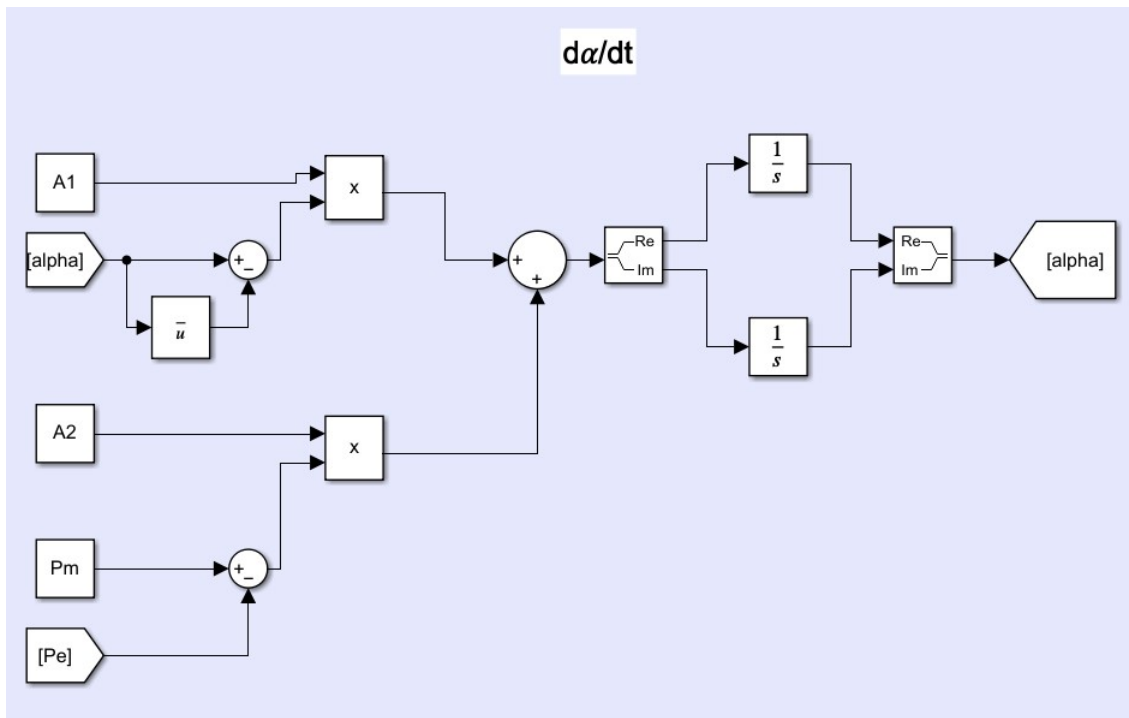 dα/dt
A1
x
[alpha]
+
−
u̅
1
s
Re
Im
Re
Im
[alpha]
+
+
1
s
A2
x
Pm
+
−
[Pe]